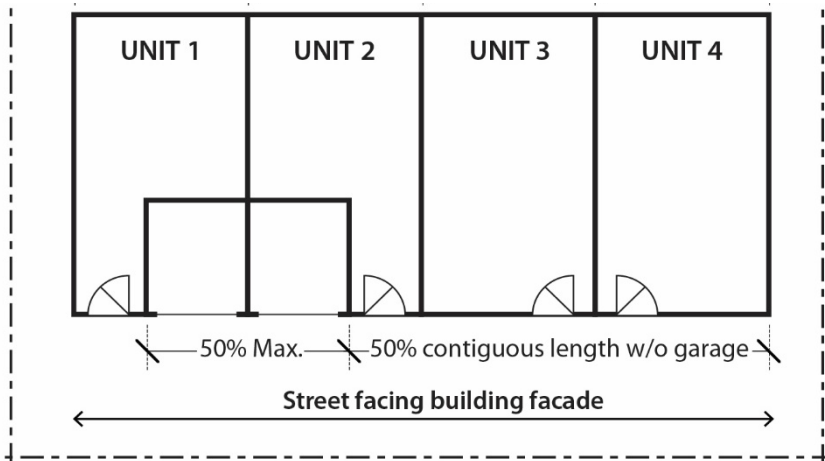 UNIT 1 UNIT 2 UNIT 3 UNIT 4
50% Max. 50% contiguous length w/o garage
Street facing building facade